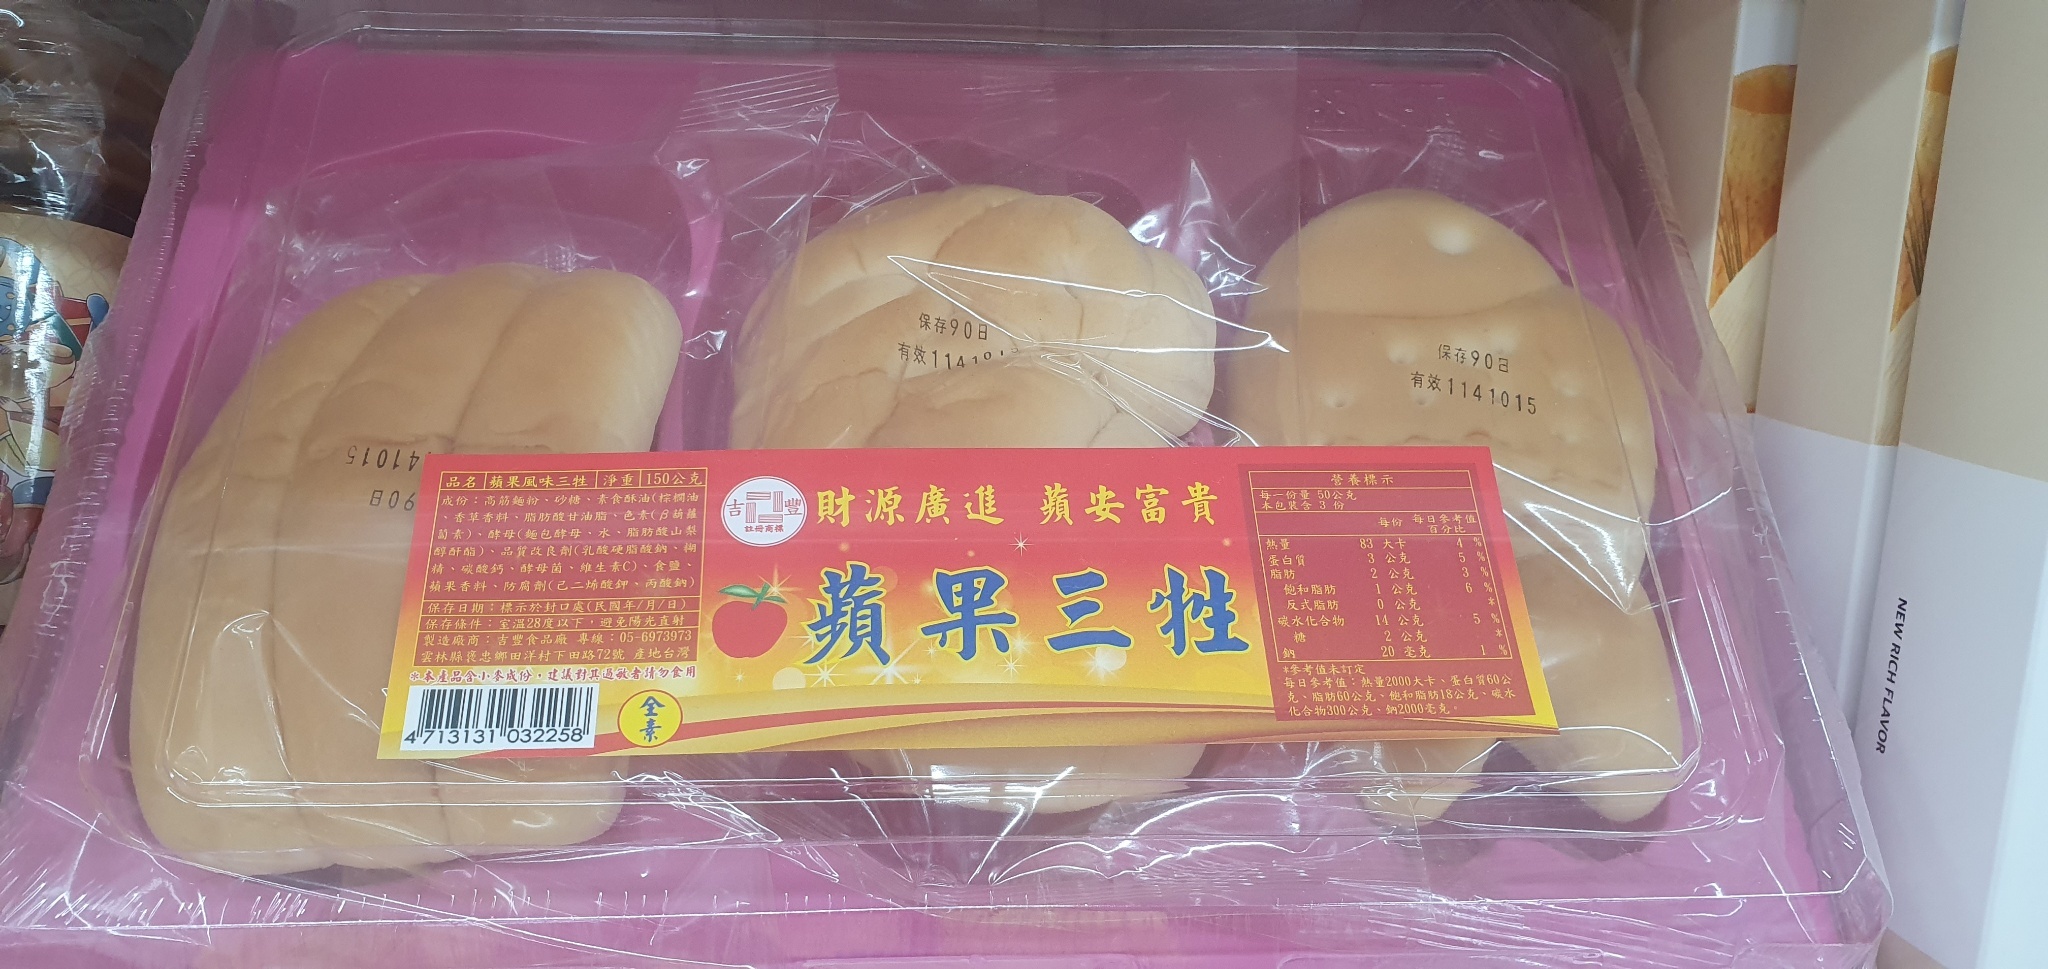 保存90日
有效1141015
保存90日
有效1141015
141015
90日
品名 蘋果風味三牲 淨重 150公克
成份：高筋麵粉、砂糖、素食酥油(棕櫚油
、香草香料、脂肪酸甘油脂、色素(β葫蘿
蔔素)、酵母(麵包酵母、水、脂肪酸山梨
醇酐酯)、品質改良劑(乳酸硬脂酸鈉、糊
精、碳酸鈣、酵母菌、維生素C)、食鹽、
蘋果香料、防腐劑(己二烯酸鉀、丙酸鈉)
保存日期：標示於封口處(民國年/月/日)
保存條件：室溫28度以下，避免陽光直射
製造廠商：吉豐食品廠 專線：05-6973973
雲林縣褒忠鄉田洋村下田路72號 產地台灣
*本產品含小麥成份，建議對其過敏者請勿食用
4 713131 032258
全素
吉 豐
註冊商標
財源廣進 蘋安富貴
蘋果三牲
營養標示
每一份量 50公克
本包裝含 3 份
每份 每日參考值百分比
熱量 83 大卡 4 %
蛋白質 3 公克 5 %
脂肪 2 公克 3 %
飽和脂肪 1 公克 6 %
反式脂肪 0 公克 *
碳水化合物 14 公克 5 %
糖 2 公克 *
鈉 20 毫克 1 %
*參考值未訂定
每日參考值：熱量2000大卡、蛋白質60公
克、脂肪60公克、飽和脂肪18公克、碳水
化合物300公克、鈉2000毫克。
NEW RICH FLAVOR